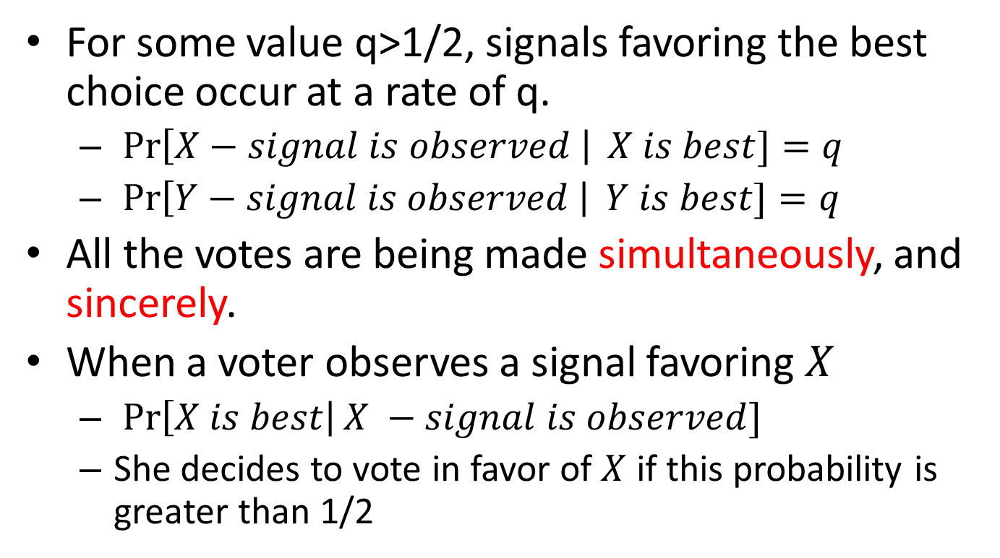 • For some value q>1/2, signals favoring the best
choice occur at a rate of q.
– Pr[X − signal is observed | X is best] = q
– Pr[Y − signal is observed | Y is best] = q
• All the votes are being made simultaneously, and
sincerely.
• When a voter observes a signal favoring X
– Pr[X is best| X − signal is observed]
– She decides to vote in favor of X if this probability is
greater than 1/2